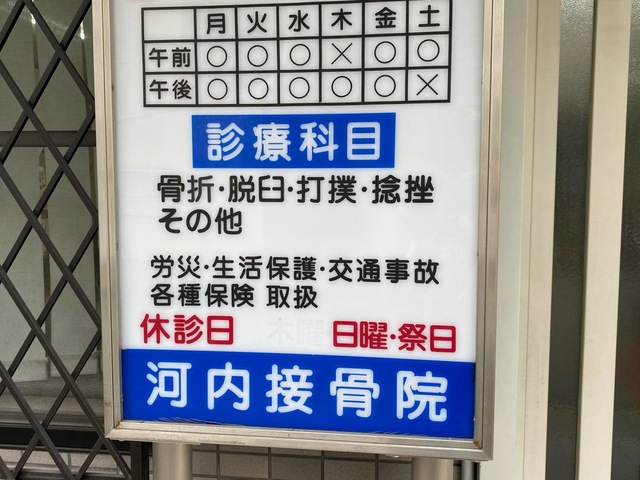 月 火 水 木 金 土
午前 ○ ○ ○ × ○ ○
午後 ○ ○ ○ ○ ○ ×
診療科目
骨折・脱臼・打撲・捻挫
その他
労災・生活保護・交通事故
各種保険 取扱
休診日 木曜 日曜・祭日
河内接骨院